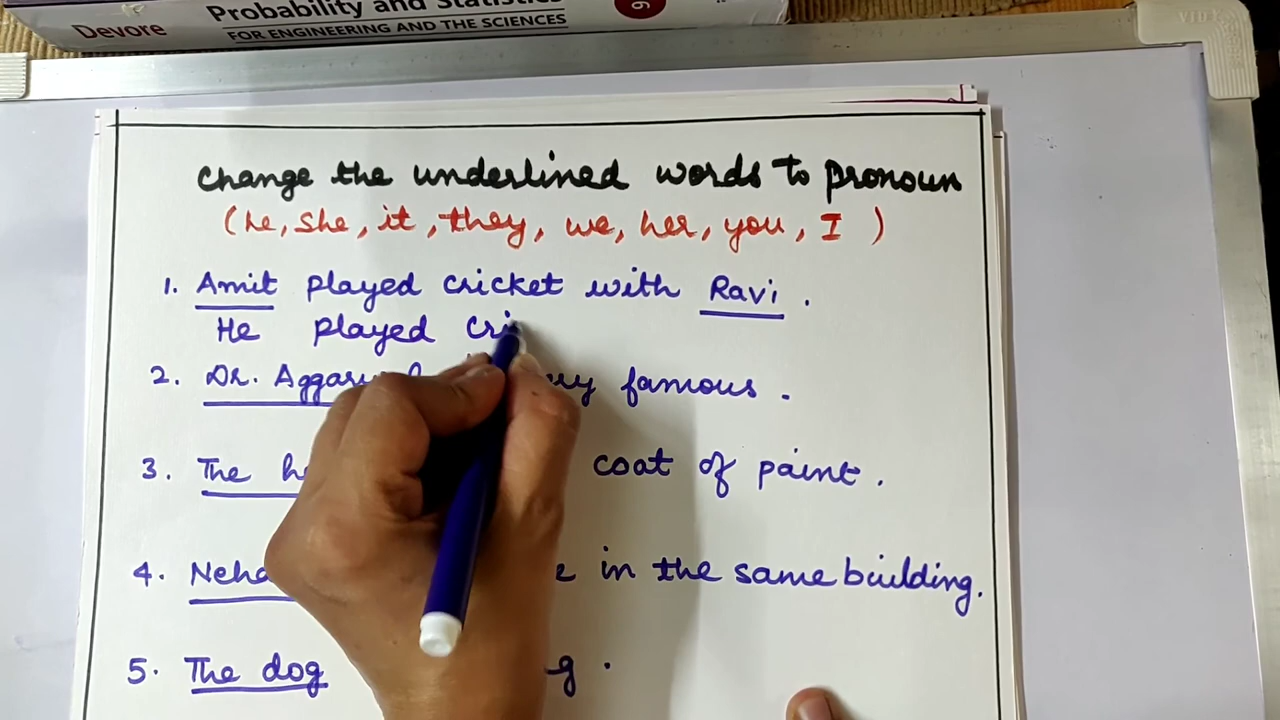 Probability and Statistics
Devore
FOR ENGINEERING AND THE SCIENCES
9
Change the underlined words to pronoun
(he, she, it, they, we, her, you, I)
1. Amit played cricket with Ravi.
He played cri
2. Dr. famous.
3. The coat of paint.
4. in the same building.
5. The dog